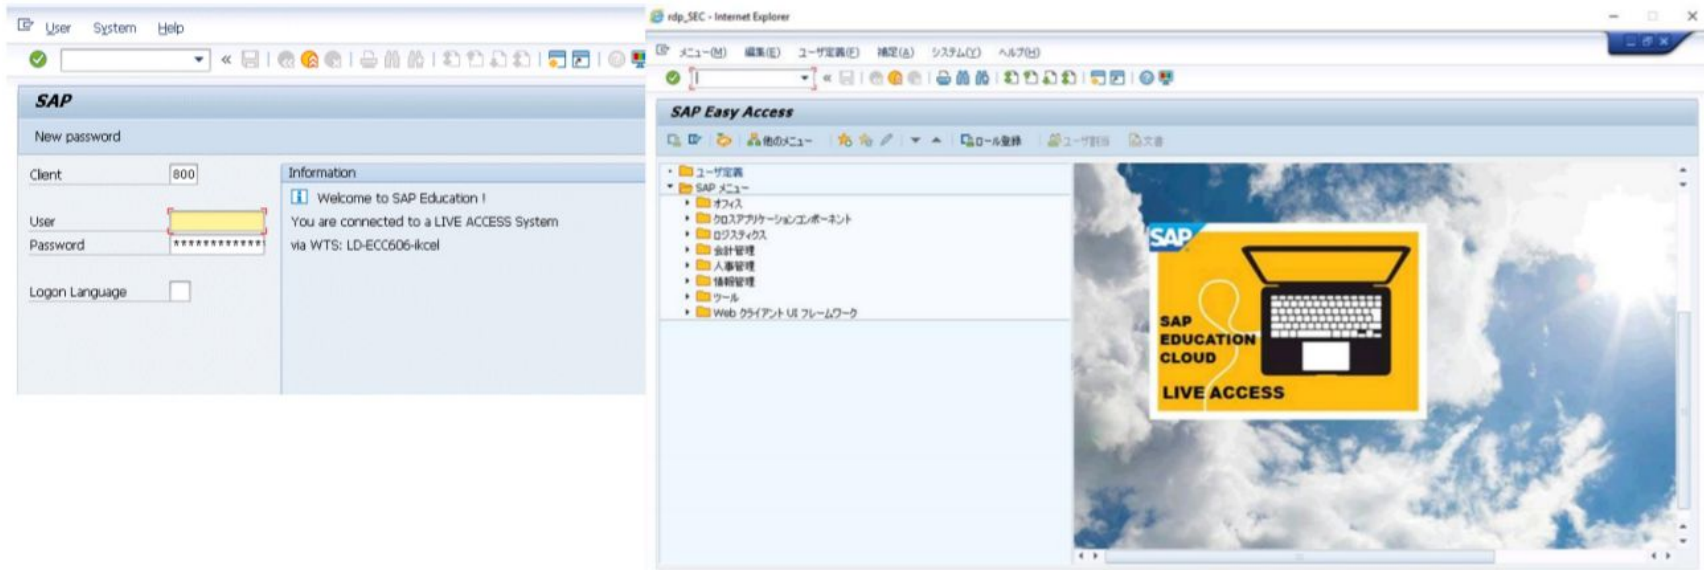 User System Help
SAP
New password
Client 800
User
Password ************
Logon Language
Information
Welcome to SAP Education !
You are connected to a LIVE ACCESS System
via WTS: LD-ECC606-ikcel
rdp_SEC - Internet Explorer
メニュー(M) 編集(E) ユーザ定義(F) 補足(A) システム(Y) ヘルプ(H)
SAP Easy Access
他のメニュー ロール登録 ユーザ割当 文書
ユーザ定義
SAP メニュー
オフィス
クロスアプリケーションコンポーネント
ロジスティクス
会計管理
人事管理
情報管理
ツール
Web クライアント UI フレームワーク
SAP
SAP
EDUCATION
CLOUD
LIVE ACCESS